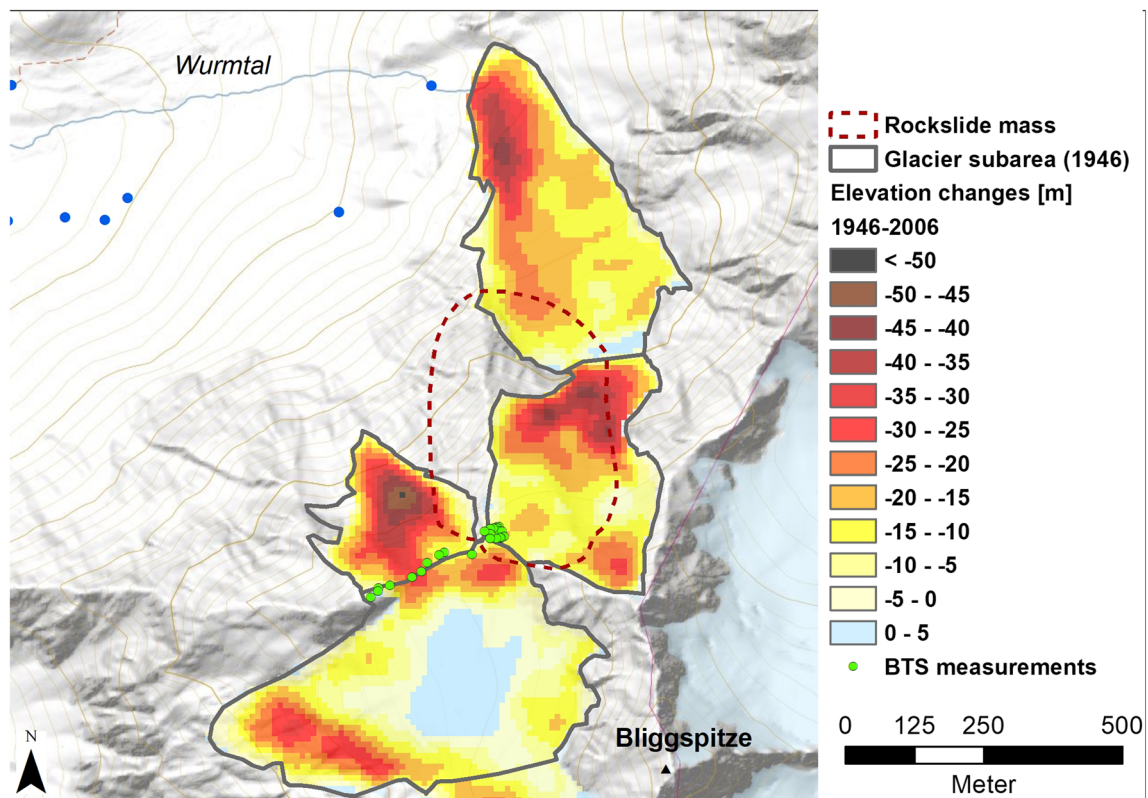 Wurmtal
Rockslide mass
Glacier subarea (1946)
Elevation changes [m]
1946-2006
< -50
-50 - -45
-45 - -40
-40 - -35
-35 - -30
-30 - -25
-25 - -20
-20 - -15
-15 - -10
-10 - -5
-5 - 0
0 - 5
BTS measurements
Bliggspitze
N
0 125 250 500
Meter